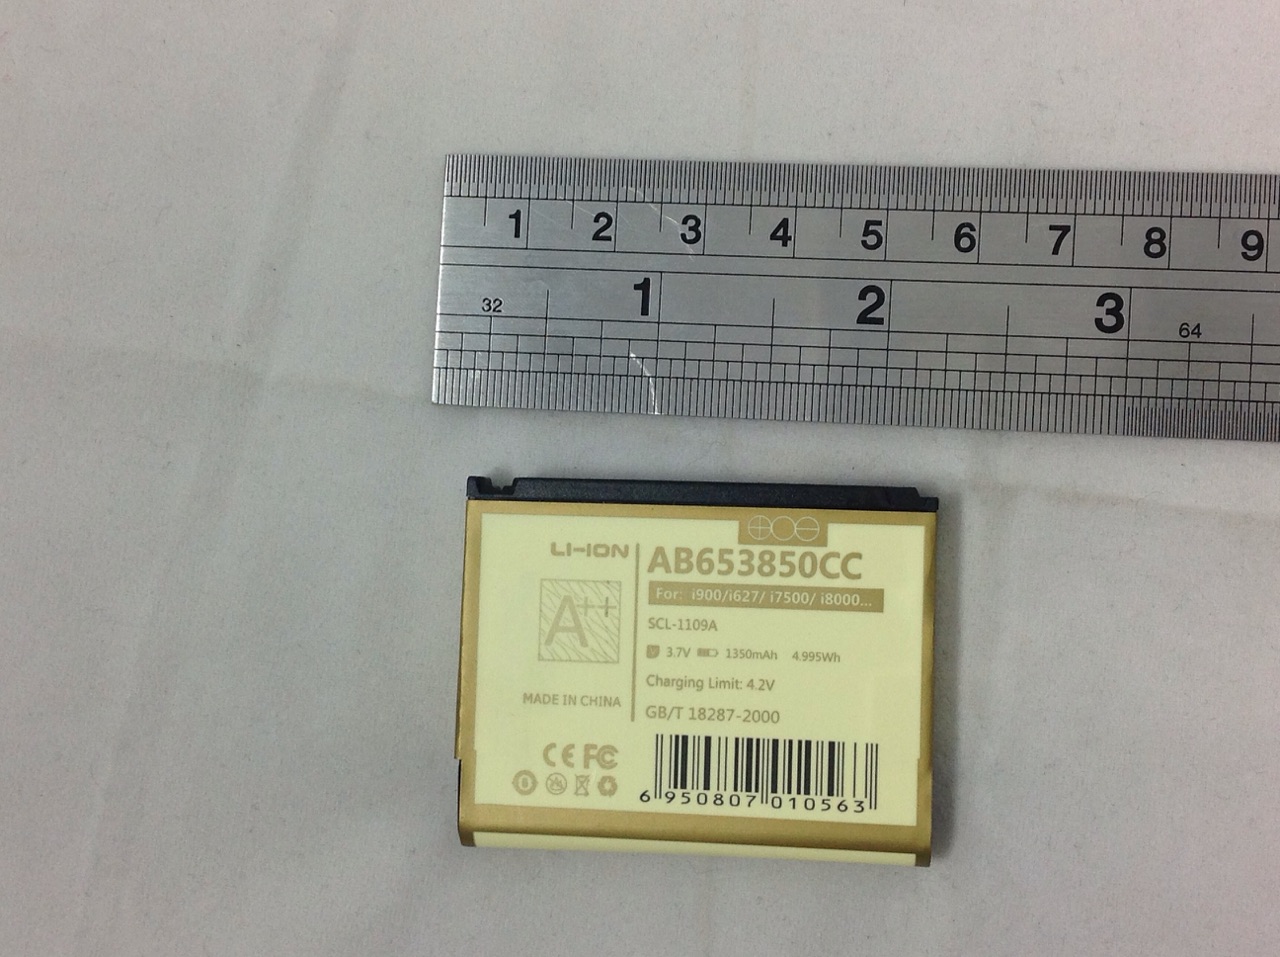 1 2 3 4 5 6 7 8 9
32 1 2 3 64
LI-ION
A++
MADE IN CHINA
CE FC
AB653850CC
For: i900/i627/ i7500/ i8000...
SCL-1109A
3.7V 1350mAh 4.995Wh
Charging Limit: 4.2V
GB/T 18287-2000
6 950807 010563